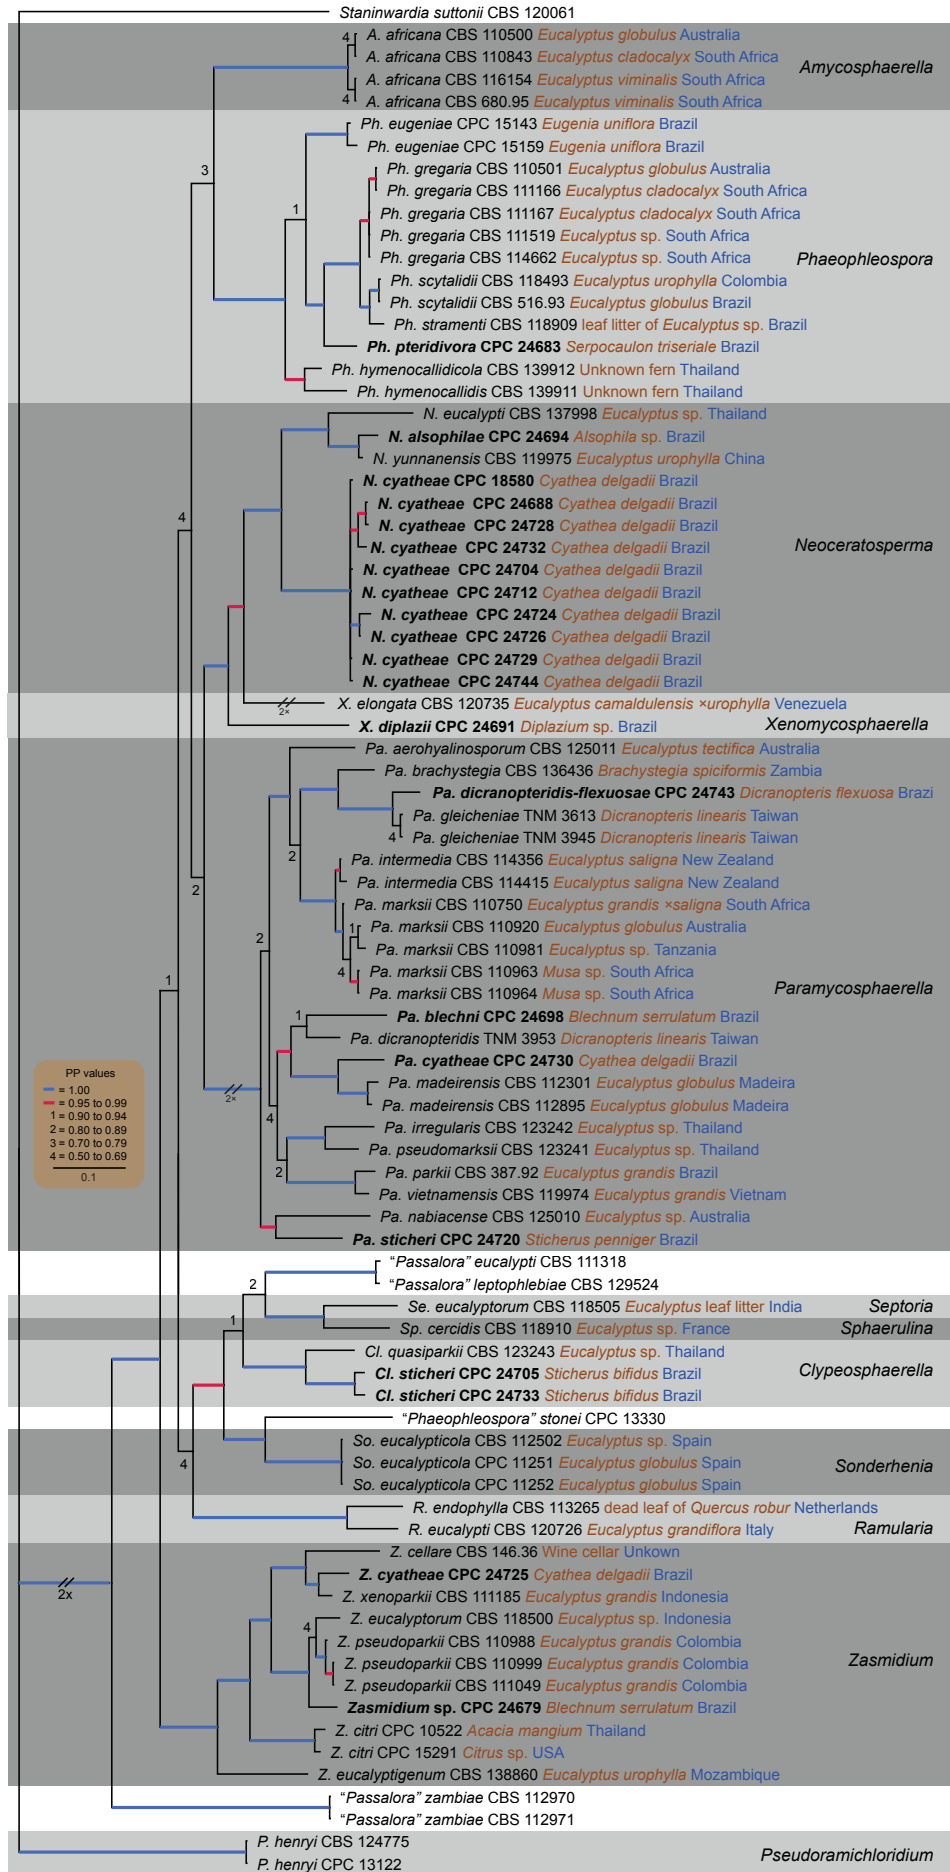 Staninwardia suttonii CBS 120061
4
A. africana CBS 110500 Eucalyptus globulus Australia
A. africana CBS 110843 Eucalyptus cladocalyx South Africa
Amycosphaerella
A. africana CBS 116154 Eucalyptus viminalis South Africa
4
A. africana CBS 680.95 Eucalyptus viminalis South Africa
Ph. eugeniae CPC 15143 Eugenia uniflora Brazil
Ph. eugeniae CPC 15159 Eugenia uniflora Brazil
3
Ph. gregaria CBS 110501 Eucalyptus globulus Australia
Ph. gregaria CBS 111166 Eucalyptus cladocalyx South Africa
1
Ph. gregaria CBS 111167 Eucalyptus cladocalyx South Africa
Ph. gregaria CBS 111519 Eucalyptus sp. South Africa
Ph. gregaria CBS 114662 Eucalyptus sp. South Africa
Phaeophleospora
Ph. scytalidii CBS 118493 Eucalyptus urophylla Colombia
Ph. scytalidii CBS 516.93 Eucalyptus globulus Brazil
Ph. stramenti CBS 118909 leaf litter of Eucalyptus sp. Brazil
Ph. pteridivora CPC 24683 Serpocaulon triseriale Brazil
Ph. hymenocallidicola CBS 139912 Unknown fern Thailand
Ph. hymenocallidis CBS 139911 Unknown fern Thailand
N. eucalypti CBS 137998 Eucalyptus sp. Thailand
N. alsophilae CPC 24694 Alsophila sp. Brazil
N. yunnanensis CBS 119975 Eucalyptus urophylla China
N. cyatheae CPC 18580 Cyathea delgadii Brazil
N. cyatheae CPC 24688 Cyathea delgadii Brazil
4
N. cyatheae CPC 24728 Cyathea delgadii Brazil
N. cyatheae CPC 24732 Cyathea delgadii Brazil
Neoceratosperma
N. cyatheae CPC 24704 Cyathea delgadii Brazil
N. cyatheae CPC 24712 Cyathea delgadii Brazil
N. cyatheae CPC 24724 Cyathea delgadii Brazil
N. cyatheae CPC 24726 Cyathea delgadii Brazil
N. cyatheae CPC 24729 Cyathea delgadii Brazil
N. cyatheae CPC 24744 Cyathea delgadii Brazil
2×
X. elongata CBS 120735 Eucalyptus camaldulensis ×urophylla Venezuela
X. diplazii CPC 24691 Diplazium sp. Brazil
Xenomycosphaerella
Pa. aerohyalinosporum CBS 125011 Eucalyptus tectifica Australia
Pa. brachystegia CBS 136436 Brachystegia spiciformis Zambia
Pa. dicranopteridis-flexuosae CPC 24743 Dicranopteris flexuosa Brazi
Pa. gleicheniae TNM 3613 Dicranopteris linearis Taiwan
4
Pa. gleicheniae TNM 3945 Dicranopteris linearis Taiwan
2
Pa. intermedia CBS 114356 Eucalyptus saligna New Zealand
2
Pa. intermedia CBS 114415 Eucalyptus saligna New Zealand
Pa. marksii CBS 110750 Eucalyptus grandis ×saligna South Africa
1
Pa. marksii CBS 110920 Eucalyptus globulus Australia
2
Pa. marksii CBS 110981 Eucalyptus sp. Tanzania
4
Pa. marksii CBS 110963 Musa sp. South Africa
1
Pa. marksii CBS 110964 Musa sp. South Africa
Paramycosphaerella
1
Pa. blechni CPC 24698 Blechnum serrulatum Brazil
Pa. dicranopteridis TNM 3953 Dicranopteris linearis Taiwan
Pa. cyatheae CPC 24730 Cyathea delgadii Brazil
Pa. madeirensis CBS 112301 Eucalyptus globulus Madeira
2×
Pa. madeirensis CBS 112895 Eucalyptus globulus Madeira
4
Pa. irregularis CBS 123242 Eucalyptus sp. Thailand
Pa. pseudomarksii CBS 123241 Eucalyptus sp. Thailand
2
Pa. parkii CBS 387.92 Eucalyptus grandis Brazil
Pa. vietnamensis CBS 119974 Eucalyptus grandis Vietnam
Pa. nabiacense CBS 125010 Eucalyptus sp. Australia
Pa. sticheri CPC 24720 Sticherus penniger Brazil
PP values
= 1.00
= 0.95 to 0.99
1 = 0.90 to 0.94
2 = 0.80 to 0.89
3 = 0.70 to 0.79
4 = 0.50 to 0.69
0.1
"Passalora" eucalypti CBS 111318
2
"Passalora" leptophlebiae CBS 129524
Se. eucalyptorum CBS 118505 Eucalyptus leaf litter India
Septoria
1
Sp. cercidis CBS 118910 Eucalyptus sp. France
Sphaerulina
Cl. quasiparkii CBS 123243 Eucalyptus sp. Thailand
Cl. sticheri CPC 24705 Sticherus bifidus Brazil
Clypeosphaerella
Cl. sticheri CPC 24733 Sticherus bifidus Brazil
"Phaeophleospora" stonei CPC 13330
So. eucalypticola CBS 112502 Eucalyptus sp. Spain
4
So. eucalypticola CPC 11251 Eucalyptus globulus Spain
Sonderhenia
So. eucalypticola CPC 11252 Eucalyptus globulus Spain
R. endophylla CBS 113265 dead leaf of Quercus robur Netherlands
R. eucalypti CBS 120726 Eucalyptus grandiflora Italy
Ramularia
Z. cellare CBS 146.36 Wine cellar Unkown
Z. cyatheae CPC 24725 Cyathea delgadii Brazil
2x
Z. xenoparkii CBS 111185 Eucalyptus grandis Indonesia
Z. eucalyptorum CBS 118500 Eucalyptus sp. Indonesia
4
Z. pseudoparkii CBS 110988 Eucalyptus grandis Colombia
Z. pseudoparkii CBS 110999 Eucalyptus grandis Colombia
Zasmidium
Z. pseudoparkii CBS 111049 Eucalyptus grandis Colombia
Zasmidium sp. CPC 24679 Blechnum serrulatum Brazil
Z. citri CPC 10522 Acacia mangium Thailand
Z. citri CPC 15291 Citrus sp. USA
Z. eucalyptigenum CBS 138860 Eucalyptus urophylla Mozambique
"Passalora" zambiae CBS 112970
"Passalora" zambiae CBS 112971
P. henryi CBS 124775
Pseudoramichloridium
P. henryi CPC 13122